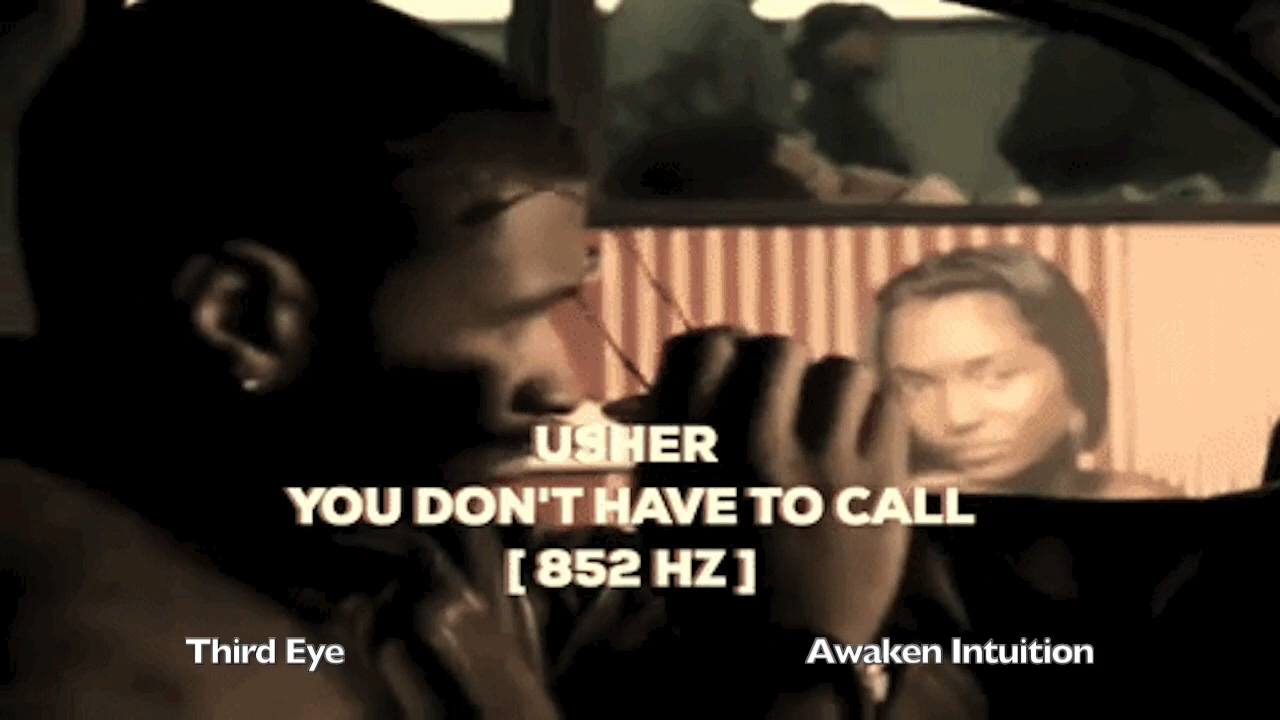 USHER
YOU DON'T HAVE TO CALL
[ 852 HZ ]
Third Eye
Awaken Intuition